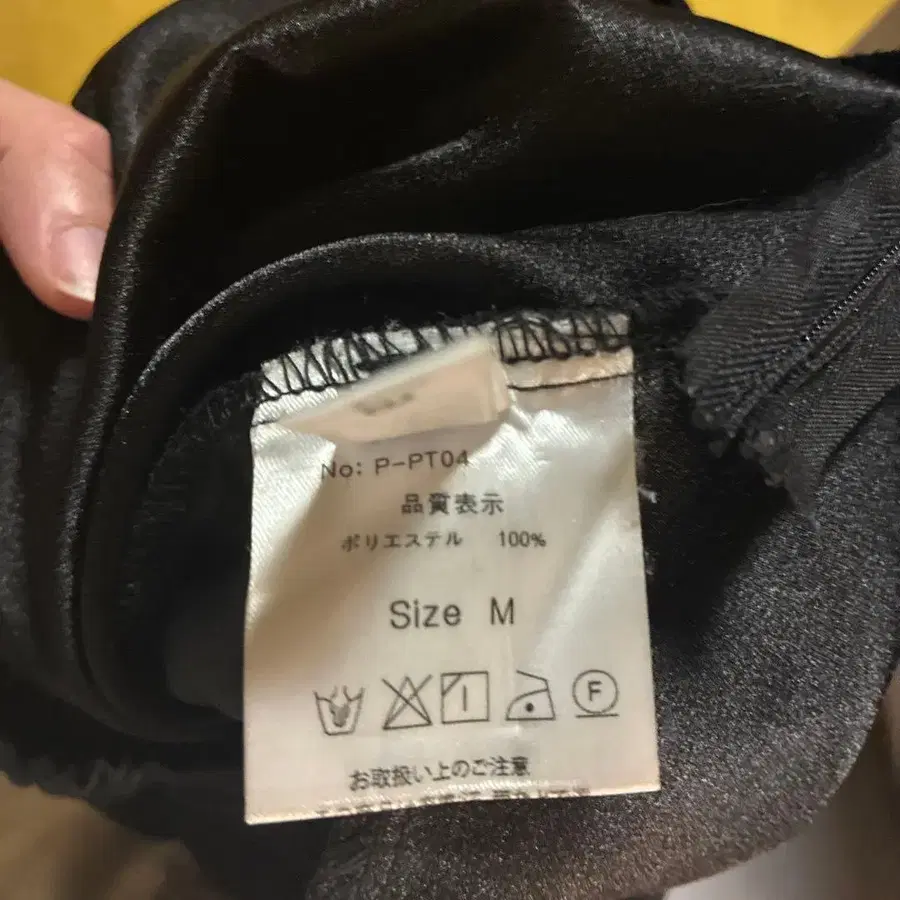 No: P-PT04
品質表示
ポリエステル 100%
Size M
F
お取扱い上のご注意